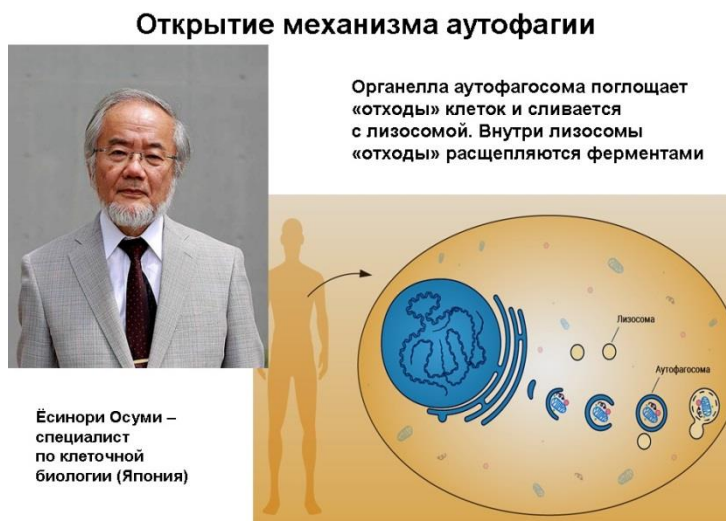 Открытие механизма аутофагии
Органелла аутофагосома поглощает
«отходы» клеток и сливается
с лизосомой. Внутри лизосомы
«отходы» расщепляются ферментами
Лизосома
Аутофагосома
Ёсинори Осуми –
специалист
по клеточной
биологии (Япония)